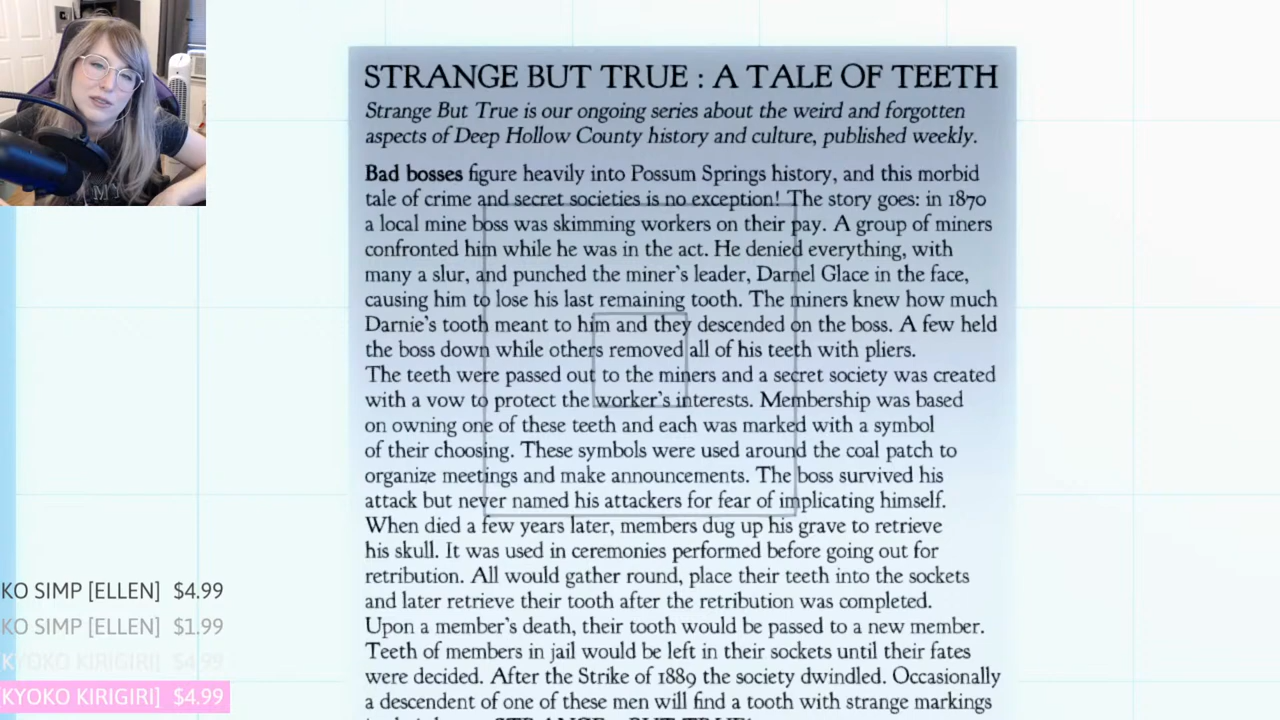 STRANGE BUT TRUE : A TALE OF TEETH
Strange But True is our ongoing series about the weird and forgotten
aspects of Deep Hollow County history and culture, published weekly.
Bad bosses figure heavily into Possum Springs history, and this morbid
tale of crime and secret societies is no exception! The story goes: in 1870
a local mine boss was skimming workers on their pay. A group of miners
confronted him while he was in the act. He denied everything, with
many a slur, and punched the miner's leader, Darnel Glace in the face,
causing him to lose his last remaining tooth. The miners knew how much
Darnie's tooth meant to him and they descended on the boss. A few held
the boss down while others removed all of his teeth with pliers.
The teeth were passed out to the miners and a secret society was created
with a vow to protect the worker's interests. Membership was based
on owning one of these teeth and each was marked with a symbol
of their choosing. These symbols were used around the coal patch to
organize meetings and make announcements. The boss survived his
attack but never named his attackers for fear of implicating himself.
When died a few years later, members dug up his grave to retrieve
his skull. It was used in ceremonies performed before going out for
retribution. All would gather round, place their teeth into the sockets
and later retrieve their tooth after the retribution was completed.
Upon a member's death, their tooth would be passed to a new member.
Teeth of members in jail would be left in their sockets until their fates
were decided. After the Strike of 1889 the society dwindled. Occasionally
a descendent of one of these men will find a tooth with strange markings
STRANGE BUT TRUE!
KO SIMP [ELLEN] $4.99
KO SIMP [ELLEN] $1.99
KYOKO KIRIGIRI] $4.99
[KYOKO KIRIGIRI] $4.99